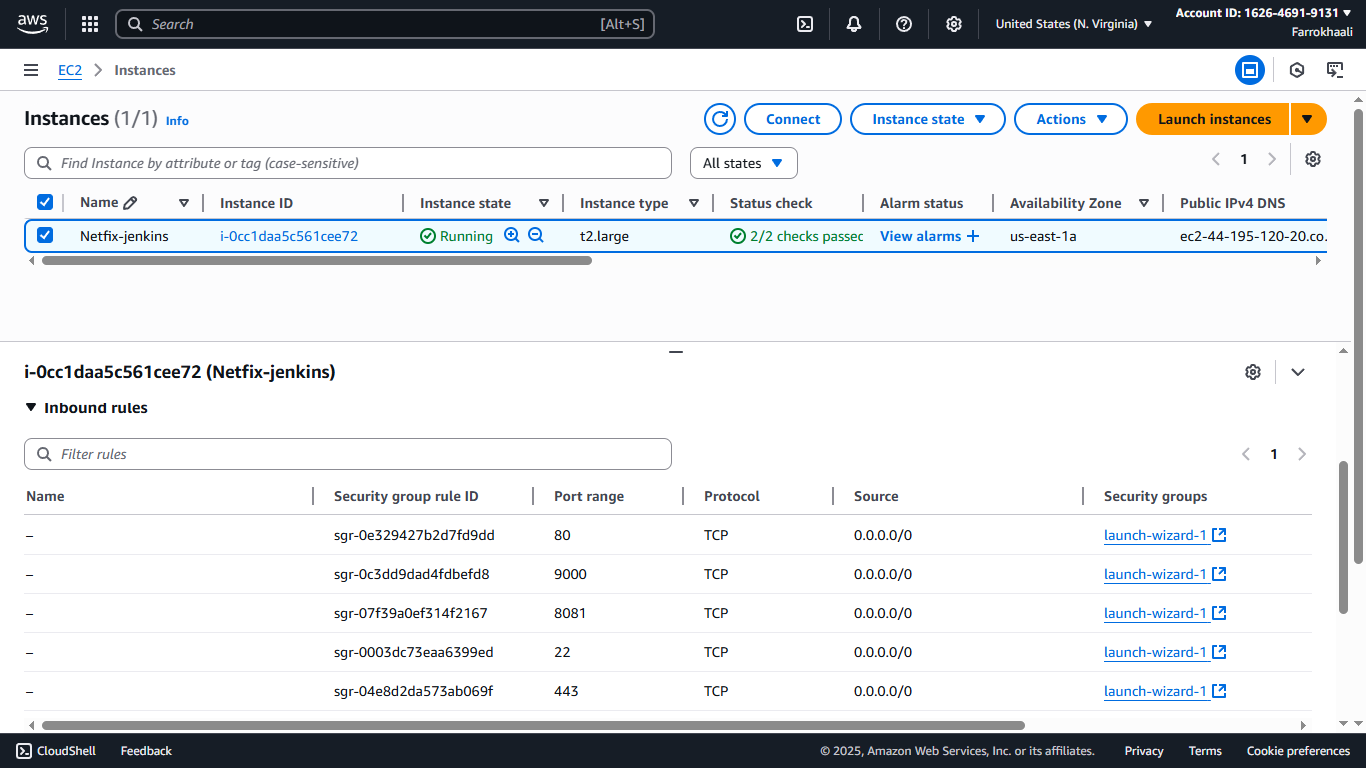 aws Search [Alt+S] United States (N. Virginia) Account ID: 1626-4691-9131
Farrokhaali
EC2 Instances
Instances (1/1) Info Connect Instance state Actions Launch instances
Find Instance by attribute or tag (case-sensitive) All states 1
Name Instance ID Instance state Instance type Status check Alarm status Availability Zone Public IPv4 DNS
Netfix-jenkins i-0cc1daa5c561cee72 Running t2.large 2/2 checks passec View alarms + us-east-1a ec2-44-195-120-20.co.
i-0cc1daa5c561cee72 (Netfix-jenkins)
Inbound rules
Filter rules 1
Name Security group rule ID Port range Protocol Source Security groups
– sgr-0e329427b2d7fd9dd 80 TCP 0.0.0.0/0 launch-wizard-1
– sgr-0c3dd9dad4fdbefd8 9000 TCP 0.0.0.0/0 launch-wizard-1
– sgr-07f39a0ef314f2167 8081 TCP 0.0.0.0/0 launch-wizard-1
– sgr-0003dc73eaa6399ed 22 TCP 0.0.0.0/0 launch-wizard-1
– sgr-04e8d2da573ab069f 443 TCP 0.0.0.0/0 launch-wizard-1
CloudShell Feedback © 2025, Amazon Web Services, Inc. or its affiliates. Privacy Terms Cookie preferences